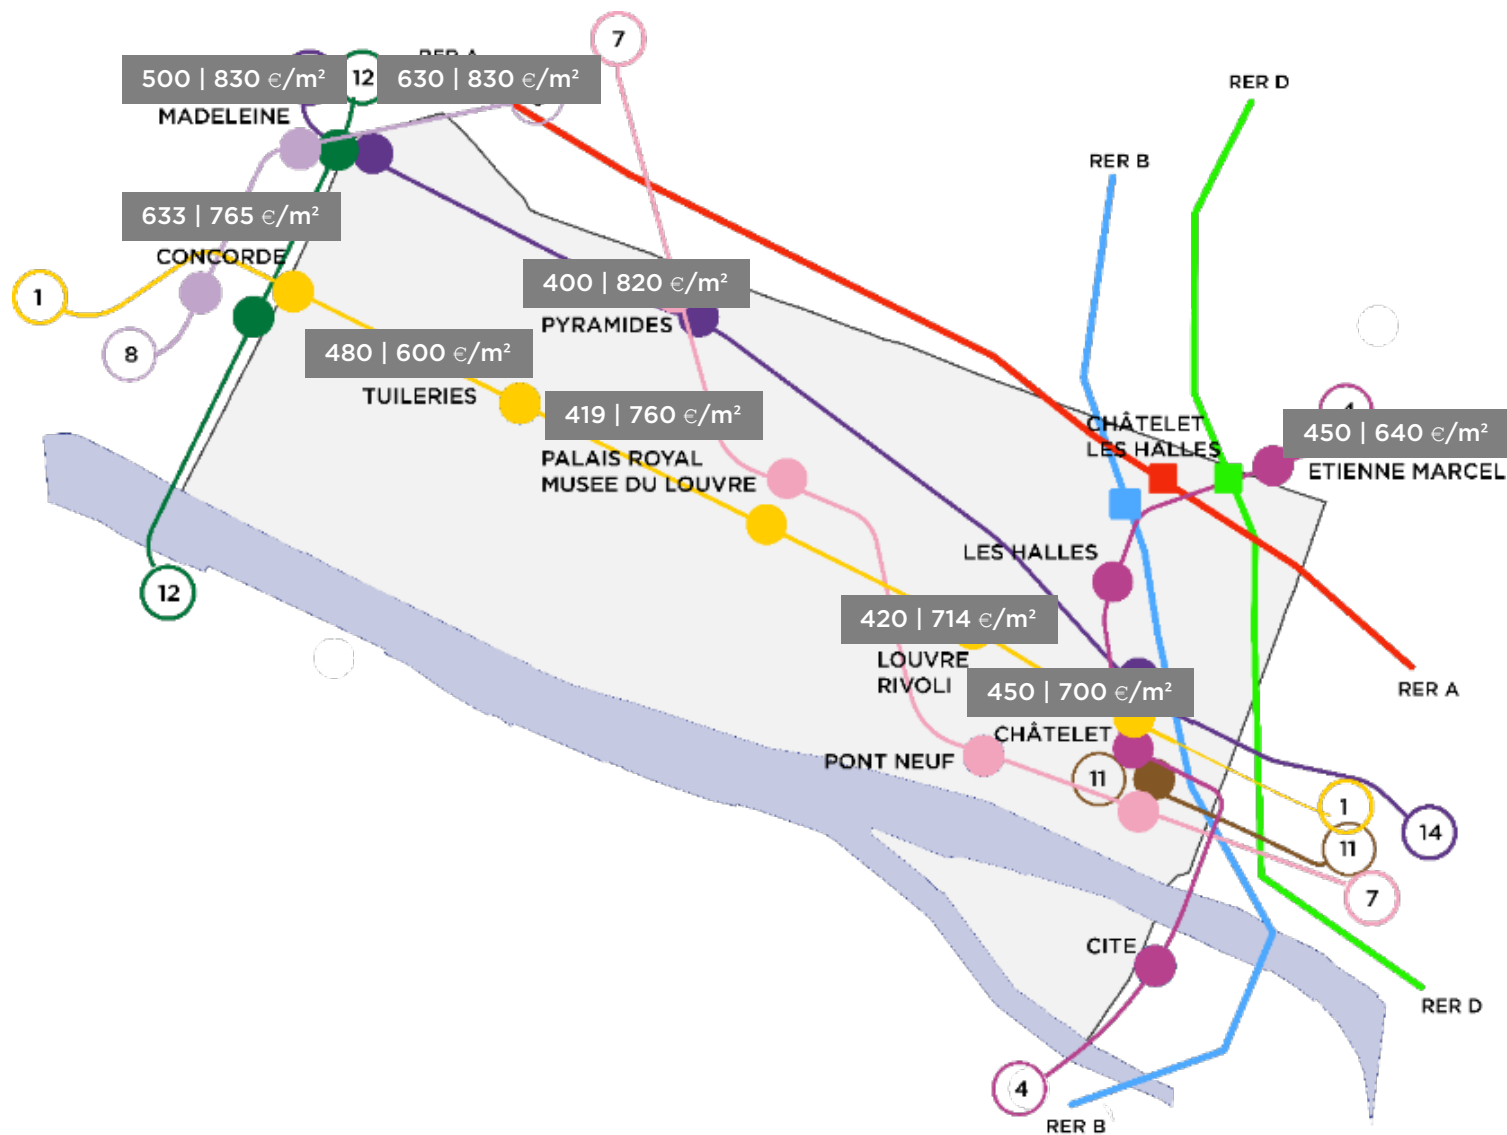 7
RER A
500 | 830 €/m²
12
630 | 830 €/m²
RER D
MADELEINE
RER B
633 | 765 €/m²
CONCORDE
1
400 | 820 €/m²
PYRAMIDES
8
480 | 600 €/m²
TUILERIES
419 | 760 €/m²
PALAIS ROYAL
MUSEE DU LOUVRE
CHÂTELET
LES HALLES
4
450 | 640 €/m²
ETIENNE MARCEL
LES HALLES
12
420 | 714 €/m²
LOUVRE
RIVOLI
RER A
450 | 700 €/m²
CHÂTELET
PONT NEUF
11
1
14
11
7
CITE
RER D
4
RER B